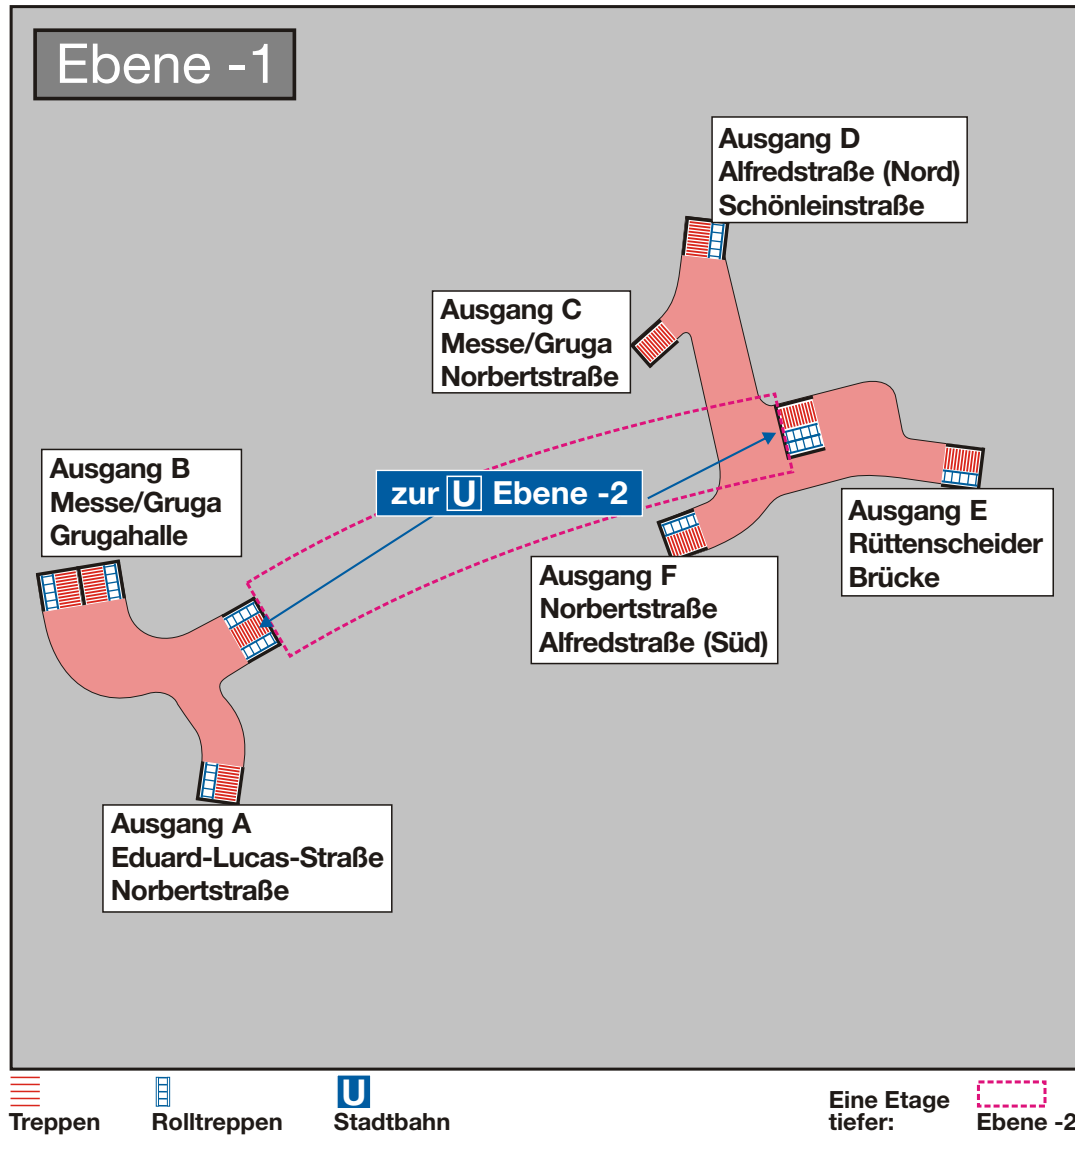 Ebene -1
Ausgang D
Alfredstraße (Nord)
Schönleinstraße
Ausgang C
Messe/Gruga
Norbertstraße
Ausgang B
Messe/Gruga
Grugahalle
zur U Ebene -2
Ausgang E
Rüttenscheider
Brücke
Ausgang F
Norbertstraße
Alfredstraße (Süd)
Ausgang A
Eduard-Lucas-Straße
Norbertstraße
Treppen
Rolltreppen
U
Stadtbahn
Eine Etage
tiefer:
Ebene -2